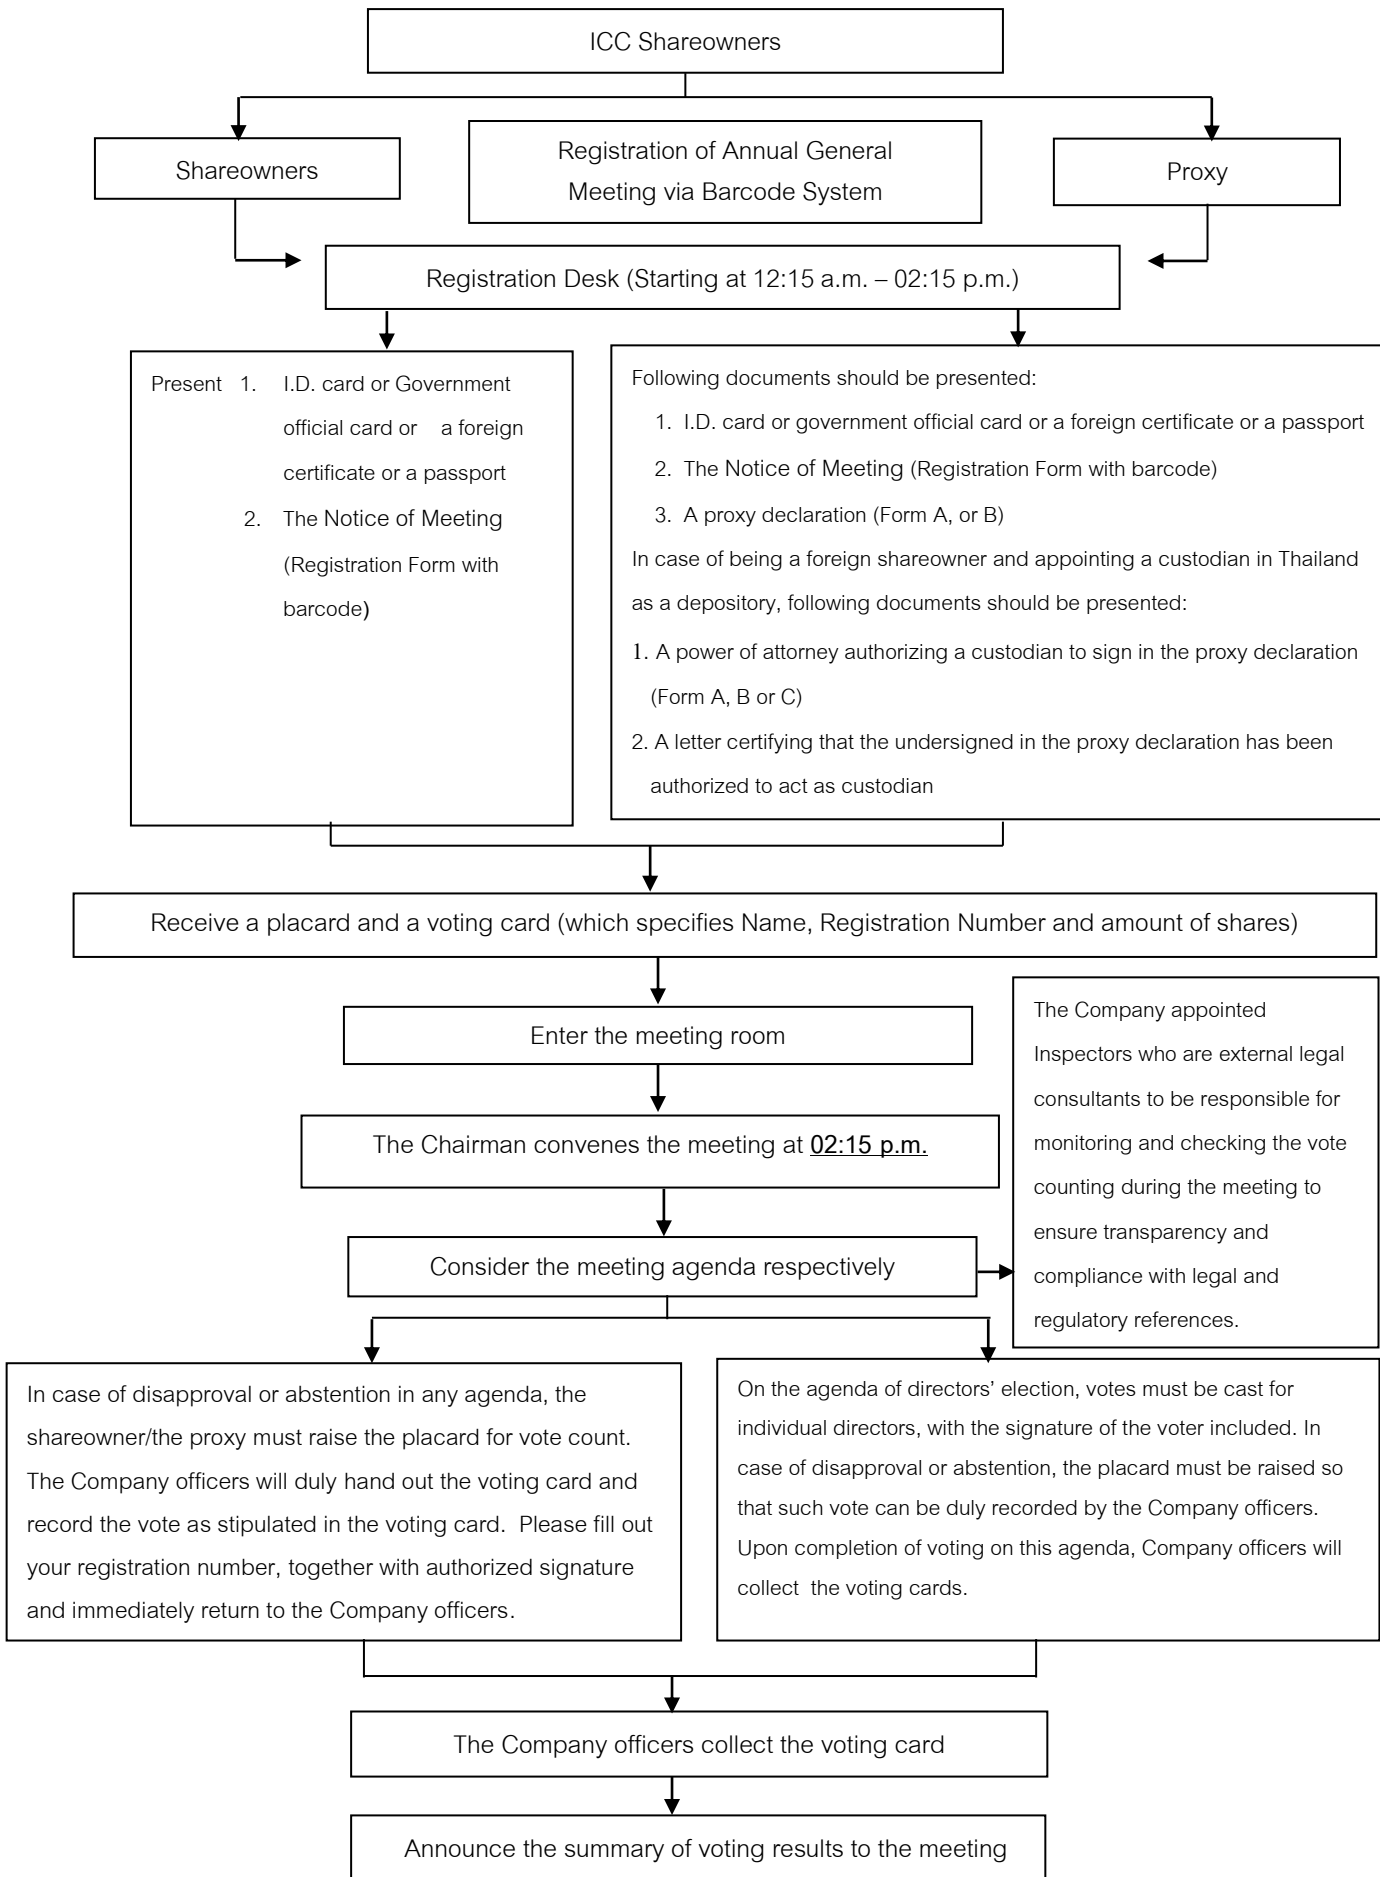 ICC Shareowners
Shareowners
Registration of Annual General
Meeting via Barcode System
Proxy
Registration Desk (Starting at 12:15 a.m. – 02:15 p.m.)
Present 1. I.D. card or Government
official card or a foreign
certificate or a passport
2. The Notice of Meeting
(Registration Form with
barcode)
Following documents should be presented:
1. I.D. card or government official card or a foreign certificate or a passport
2. The Notice of Meeting (Registration Form with barcode)
3. A proxy declaration (Form A, or B)
In case of being a foreign shareowner and appointing a custodian in Thailand
as a depository, following documents should be presented:
1. A power of attorney authorizing a custodian to sign in the proxy declaration
(Form A, B or C)
2. A letter certifying that the undersigned in the proxy declaration has been
authorized to act as custodian
Receive a placard and a voting card (which specifies Name, Registration Number and amount of shares)
Enter the meeting room
The Chairman convenes the meeting at 02:15 p.m.
Consider the meeting agenda respectively
The Company appointed
Inspectors who are external legal
consultants to be responsible for
monitoring and checking the vote
counting during the meeting to
ensure transparency and
compliance with legal and
regulatory references.
In case of disapproval or abstention in any agenda, the
shareowner/the proxy must raise the placard for vote count.
The Company officers will duly hand out the voting card and
record the vote as stipulated in the voting card. Please fill out
your registration number, together with authorized signature
and immediately return to the Company officers.
On the agenda of directors' election, votes must be cast for
individual directors, with the signature of the voter included. In
case of disapproval or abstention, the placard must be raised so
that such vote can be duly recorded by the Company officers.
Upon completion of voting on this agenda, Company officers will
collect the voting cards.
The Company officers collect the voting card
Announce the summary of voting results to the meeting